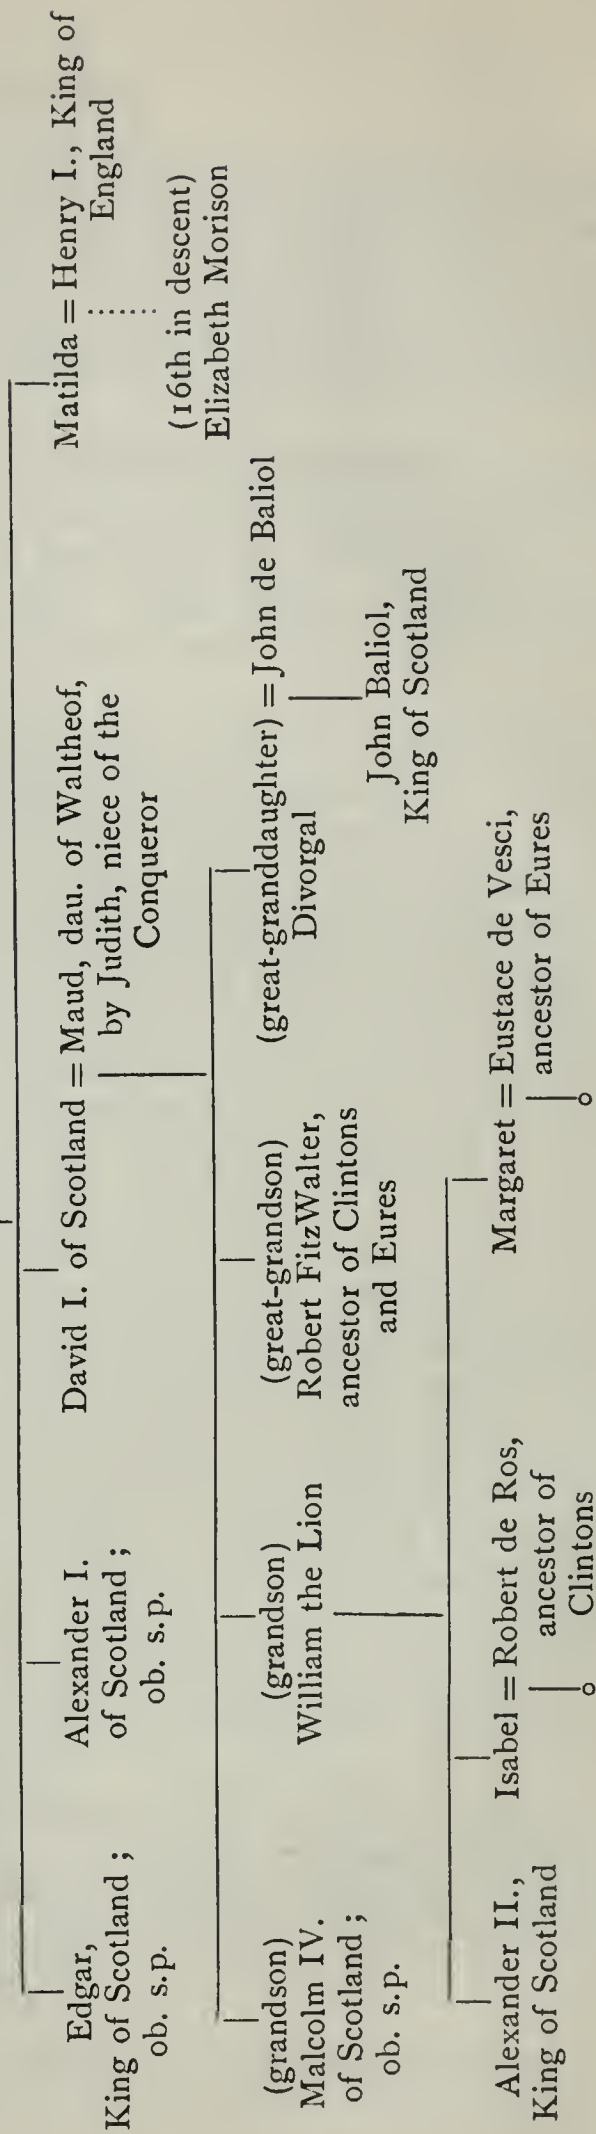 Edgar,
King of Scotland ;
ob. s.p.
Alexander I.
of Scotland ;
ob. s.p.
David I. of Scotland = Maud, dau. of Waltheof,
by Judith, niece of the
Conqueror
Matilda = Henry I., King of
England
(16th in descent)
Elizabeth Morison
(grandson)
Malcolm IV.
of Scotland ;
ob. s.p.
(grandson)
William the Lion
(great-grandson)
Robert FitzWalter,
ancestor of Clintons
and Eures
(great-granddaughter) = John de Baliol
Divorgal
John Baliol,
King of Scotland
Alexander II.,
King of Scotland
Isabel = Robert de Ros,
ancestor of
Clintons
Margaret = Eustace de Vesci,
ancestor of Eures